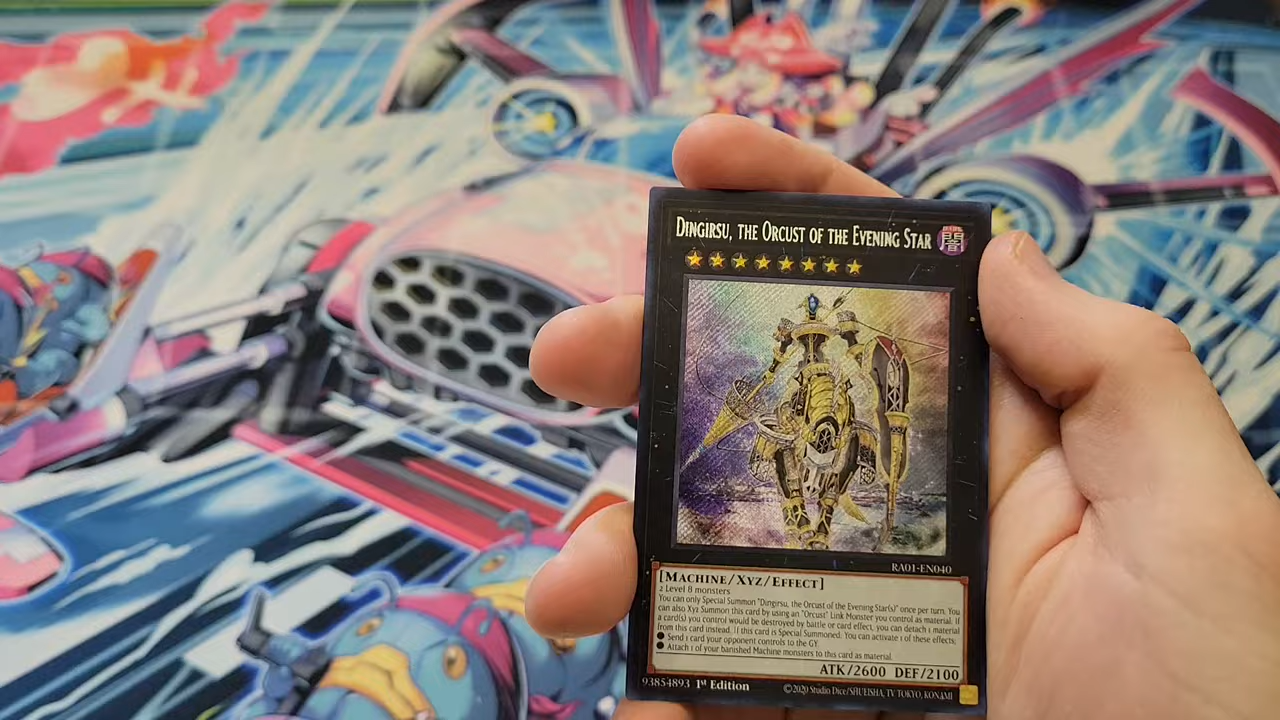 DINGIRSU, THE ORCUST OF THE EVENING STAR
闇
RA01-EN040
[MACHINE/XYZ/EFFECT]
2 Level 8 monsters
You can only Special Summon "Dingirsu, the Orcust of the Evening Star(s)" once per turn. You
can also Xyz Summon this card by using an "Orcust" Link Monster you control as material. If
a card(s) you control would be destroyed by battle or card effect, you can detach 1 material
from this card instead. If this card is Special Summoned: You can activate 1 of these effects;
● Send 1 card your opponent controls to the GY.
● Attach 1 of your banished Machine monsters to this card as material.
ATK/2600 DEF/2100
93854893 1st Edition ©2020 Studio Dice/SHUEISHA, TV TOKYO, KONAMI